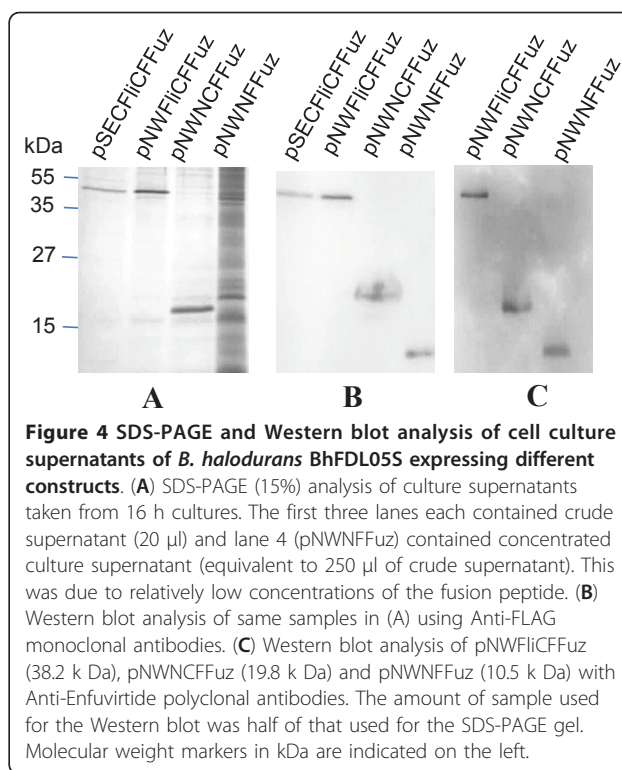 pSECFliCFFuz pNWFliCFFuz pNWNCFFuz pNWNFFuz
pSECFliCFFuz pNWFliCFFuz pNWNCFFuz pNWNFFuz
pNWFliCFFuz pNWNCFFuz pNWNFFuz
kDa
55
35
27
15
A B C
Figure 4 SDS-PAGE and Western blot analysis of cell culture
supernatants of B. halodurans BhFDL05S expressing different
constructs. (A) SDS-PAGE (15%) analysis of culture supernatants
taken from 16 h cultures. The first three lanes each contained crude
supernatant (20 μl) and lane 4 (pNWNFFuz) contained concentrated
culture supernatant (equivalent to 250 μl of crude supernatant). This
was due to relatively low concentrations of the fusion peptide. (B)
Western blot analysis of same samples in (A) using Anti-FLAG
monoclonal antibodies. (C) Western blot analysis of pNWFliCFFuz
(38.2 k Da), pNWNCFFuz (19.8 k Da) and pNWNFFuz (10.5 k Da) with
Anti-Enfuvirtide polyclonal antibodies. The amount of sample used
for the Western blot was half of that used for the SDS-PAGE gel.
Molecular weight markers in kDa are indicated on the left.